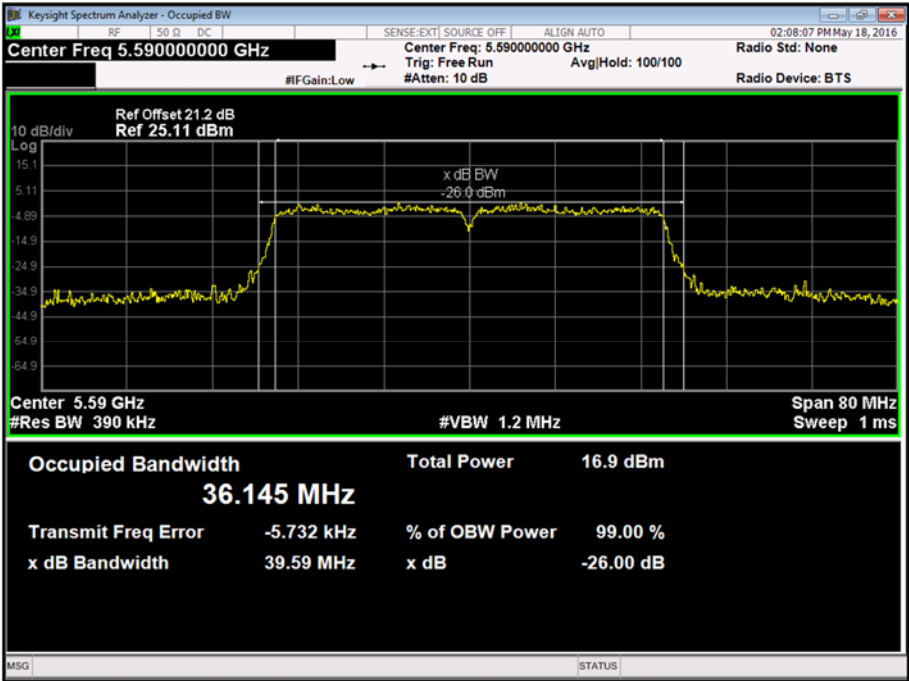 Keysight Spectrum Analyzer - Occupied BW
LXI RF 50 Ω DC SENSE:EXT SOURCE OFF ALIGN AUTO 02:08:07 PM May 18, 2016
Center Freq 5.590000000 GHz
Center Freq: 5.590000000 GHz Radio Std: None
Trig: Free Run Avg|Hold: 100/100
#IFGain:Low #Atten: 10 dB Radio Device: BTS
Ref Offset 21.2 dB
10 dB/div Ref 25.11 dBm
Log
15.1
x dB BW
5.11
-26.0 dBm
-4.89
-14.9
-24.9
-34.9
-44.9
-54.9
-64.9
Center 5.59 GHz Span 80 MHz
#Res BW 390 kHz #VBW 1.2 MHz Sweep 1 ms
Occupied Bandwidth Total Power 16.9 dBm
36.145 MHz
Transmit Freq Error -5.732 kHz % of OBW Power 99.00 %
x dB Bandwidth 39.59 MHz x dB -26.00 dB
MSG STATUS